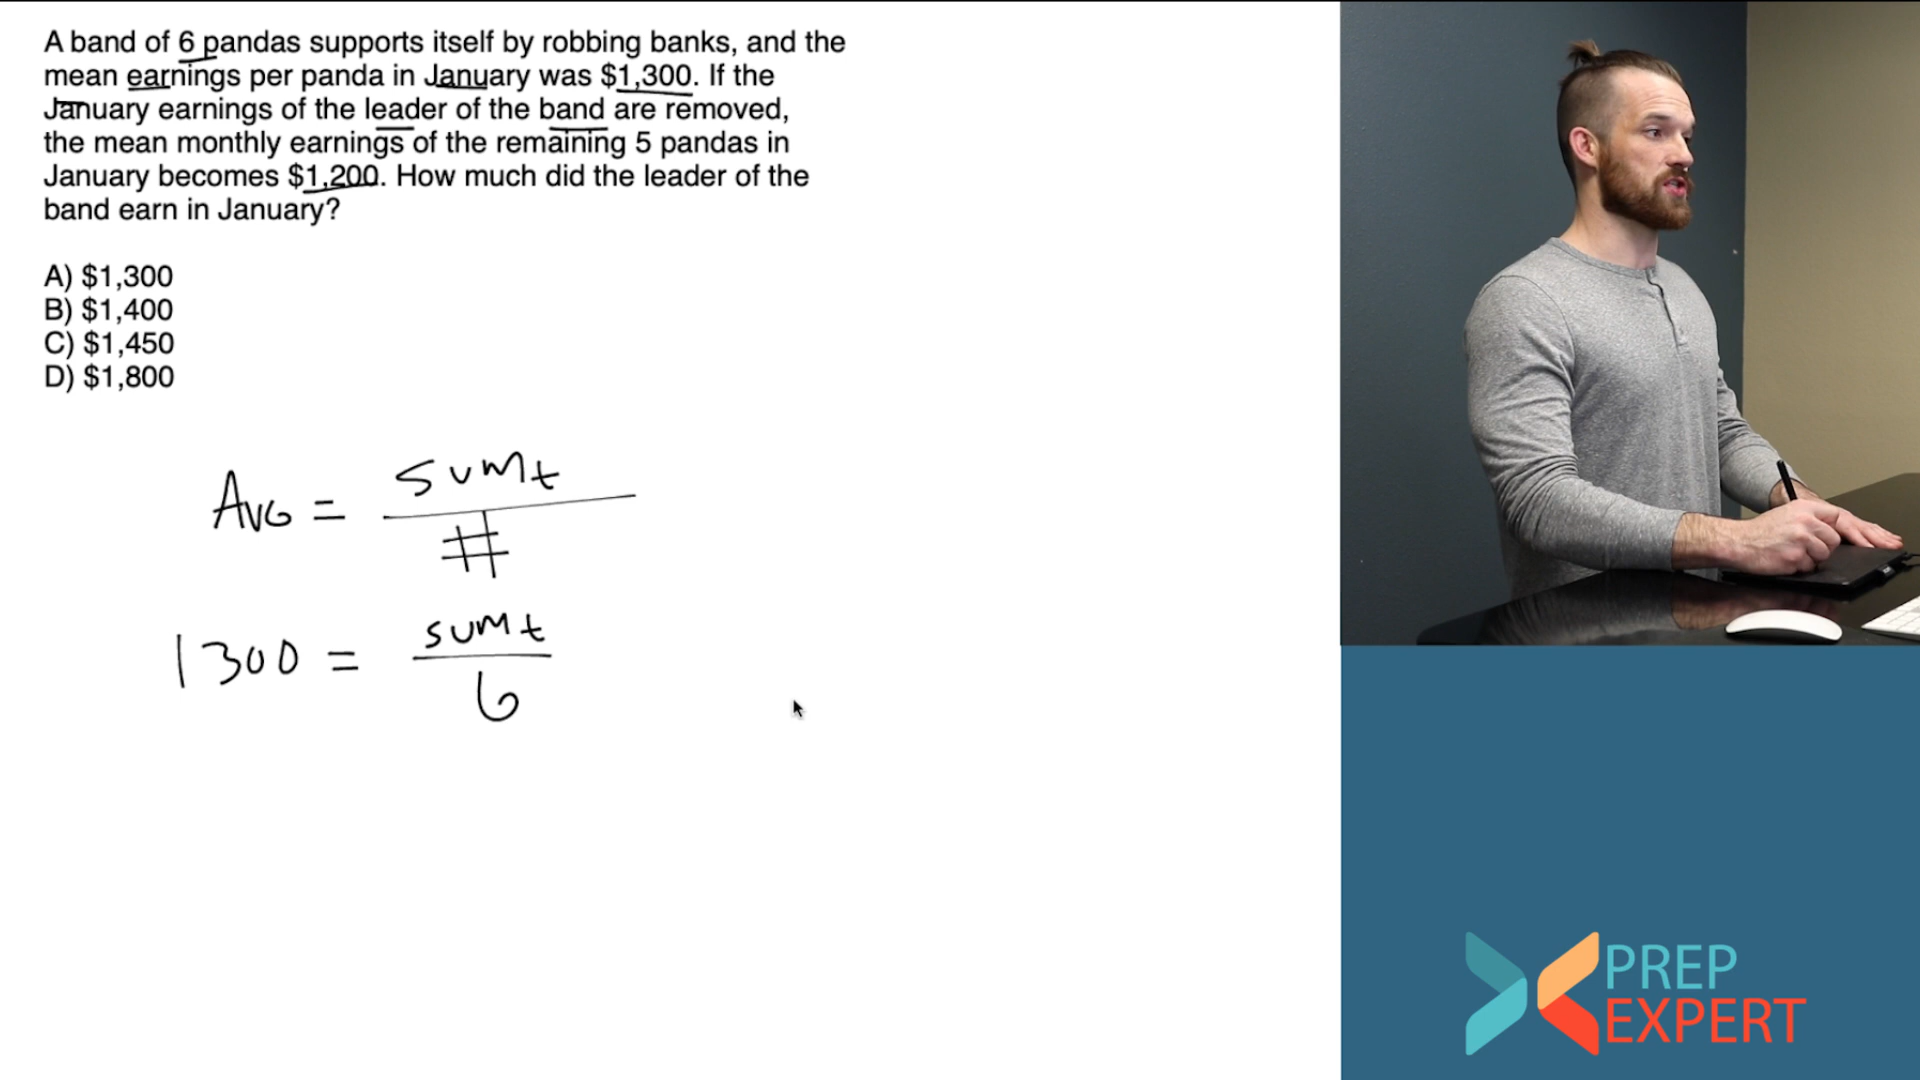 A band of 6 pandas supports itself by robbing banks, and the
mean earnings per panda in January was $1,300. If the
January earnings of the leader of the band are removed,
the mean monthly earnings of the remaining 5 pandas in
January becomes $1,200. How much did the leader of the
band earn in January?
A) $1,300
B) $1,400
C) $1,450
D) $1,800
AVG = SUMt
#
1300 = SUMt
6
PREP
EXPERT